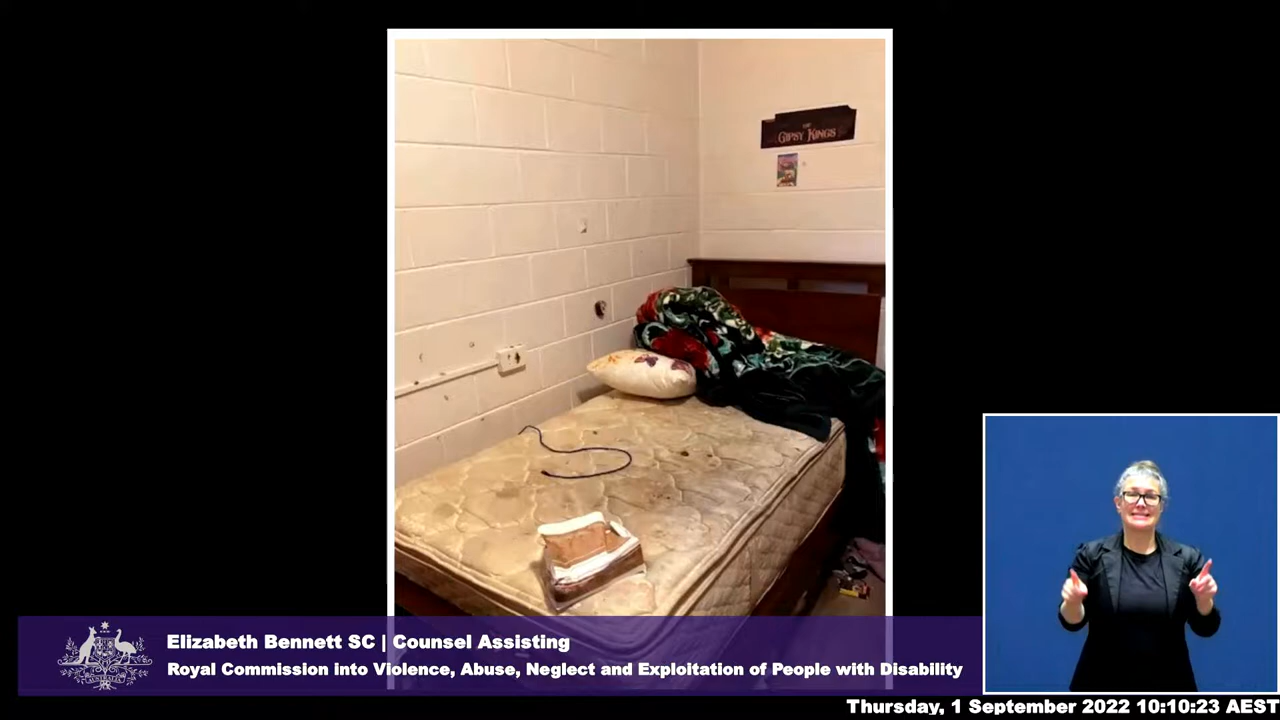 THE
GIPSY KINGS
Elizabeth Bennett SC | Counsel Assisting
Royal Commission into Violence, Abuse, Neglect and Exploitation of People with Disability
Thursday, 1 September 2022 10:10:23 AEST